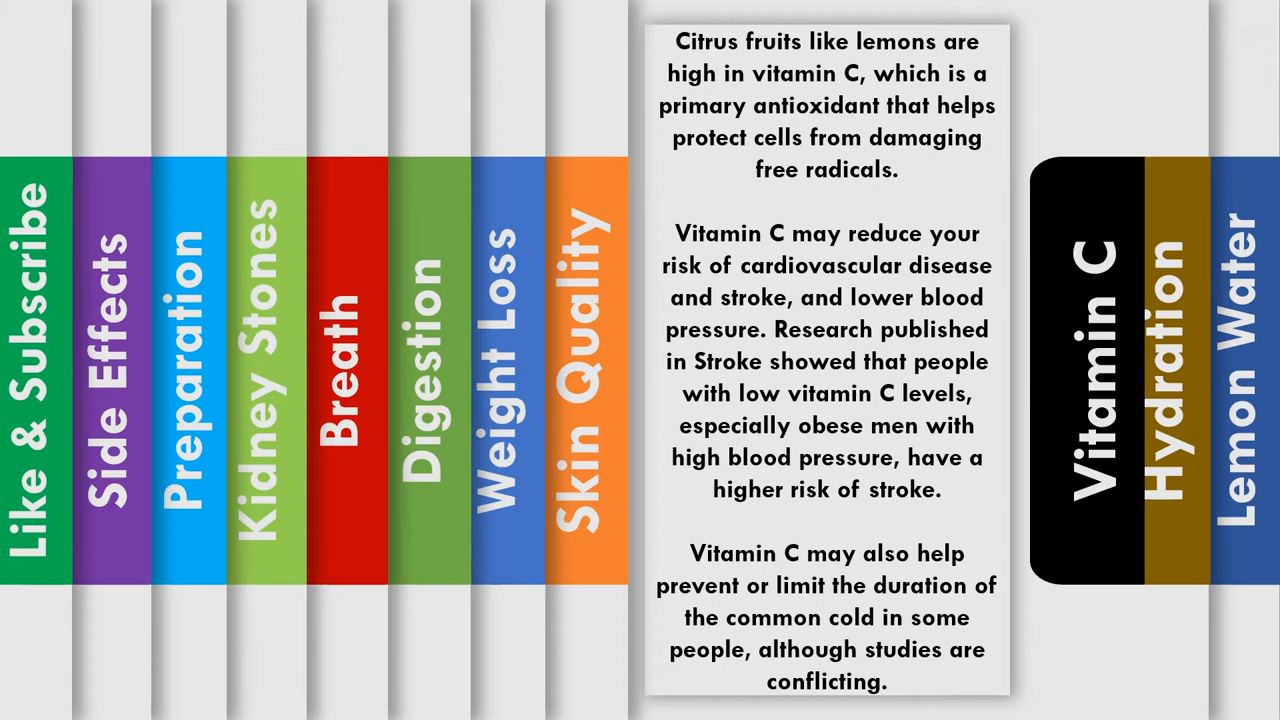 Like & Subscribe
Side Effects
Preparation
Kidney Stones
Breath
Digestion
Weight Loss
Skin Quality
Citrus fruits like lemons are
high in vitamin C, which is a
primary antioxidant that helps
protect cells from damaging
free radicals.
Vitamin C may reduce your
risk of cardiovascular disease
and stroke, and lower blood
pressure. Research published
in Stroke showed that people
with low vitamin C levels,
especially obese men with
high blood pressure, have a
higher risk of stroke.
Vitamin C may also help
prevent or limit the duration of
the common cold in some
people, although studies are
conflicting.
Vitamin C
Hydration
Lemon Water